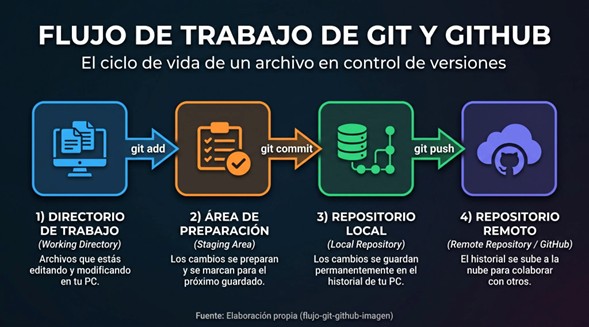 FLUJO DE TRABAJO DE GIT Y GITHUB
El ciclo de vida de un archivo en control de versiones
git add
git commit
git push
1) DIRECTORIO
DE TRABAJO
(Working Directory)
Archivos que estás
editando y modificando
en tu PC.
2) ÁREA DE
PREPARACIÓN
(Staging Area)
Los cambios se preparan
y se marcan para el
próximo guardado.
3) REPOSITORIO
LOCAL
(Local Repository)
Los cambios se guardan
permanentemente en el
historial de tu PC.
4) REPOSITORIO
REMOTO
(Remote Repository / GitHub)
El historial se sube a la
nube para colaborar
con otros.
Fuente: Elaboración propia (flujo-git-github-imagen)